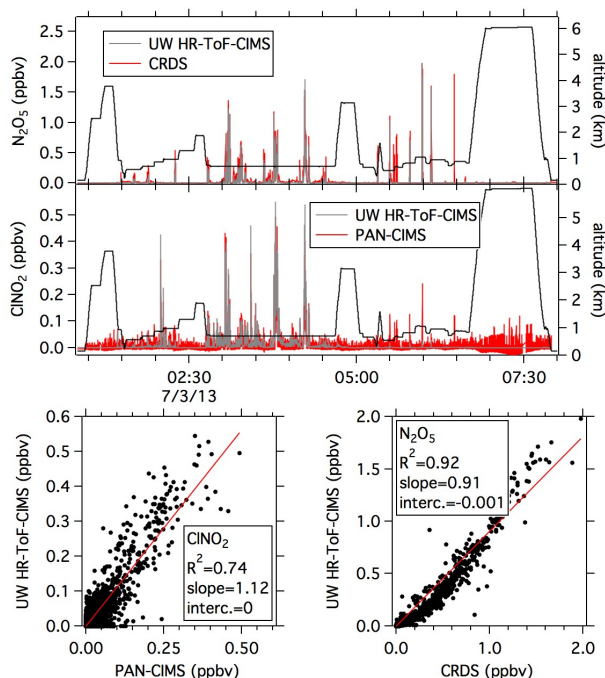 UW HR-ToF-CIMS
CRDS
N₂O₅ (ppbv)
2.5
2.0
1.5
1.0
0.5
0.0
6
5
4
3
2
1
0
altitude (km)
UW HR-ToF-CIMS
PAN-CIMS
ClNO₂ (ppbv)
0.5
0.4
0.3
0.2
0.1
0.0
5
4
3
2
1
0
altitude (km)
02:30
05:00
07:30
7/3/13
UW HR-ToF-CIMS (ppbv)
0.6
0.5
0.4
0.3
0.2
0.1
0.0
ClNO₂
R²=0.74
slope=1.12
interc.=0
0.00
0.25
0.50
PAN-CIMS (ppbv)
UW HR-ToF-CIMS (ppbv)
2.0
1.5
1.0
0.5
0.0
N₂O₅
R²=0.92
slope=0.91
interc.=-0.001
0.0
1.0
2.0
CRDS (ppbv)